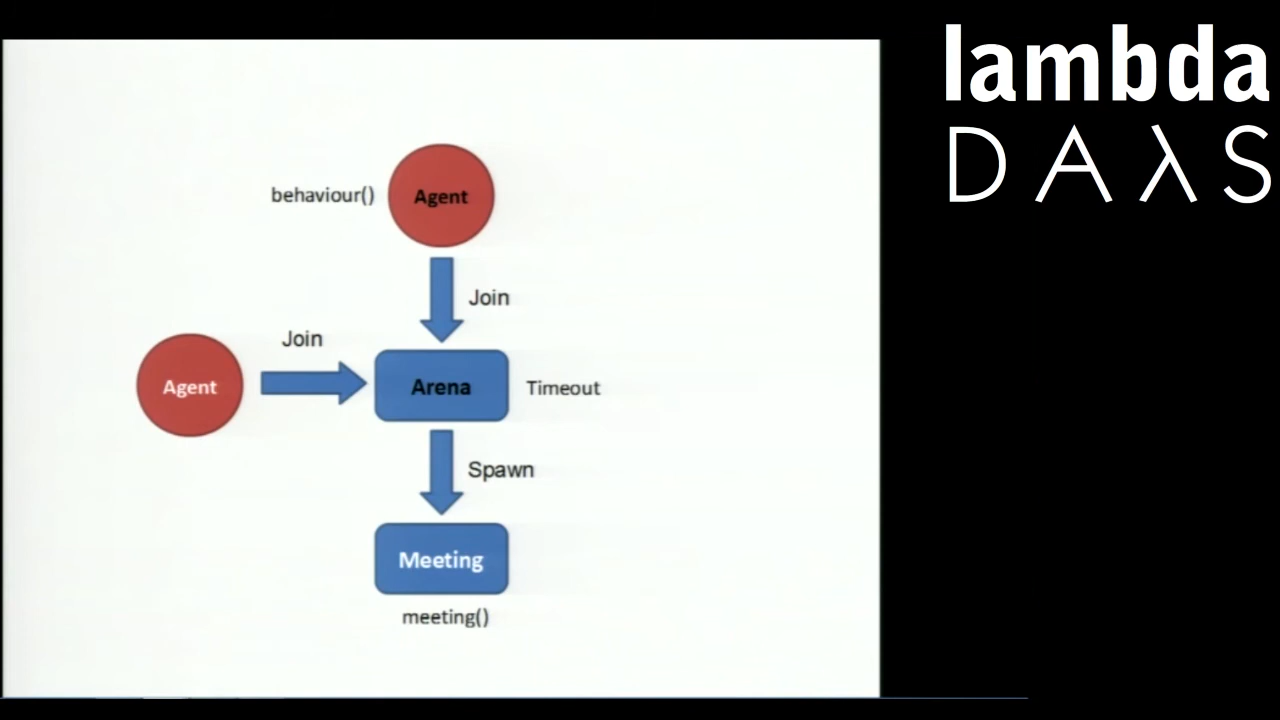 lambda
DAλS
behaviour()
Agent
Join
Join
Agent
Arena
Timeout
Spawn
Meeting
meeting()